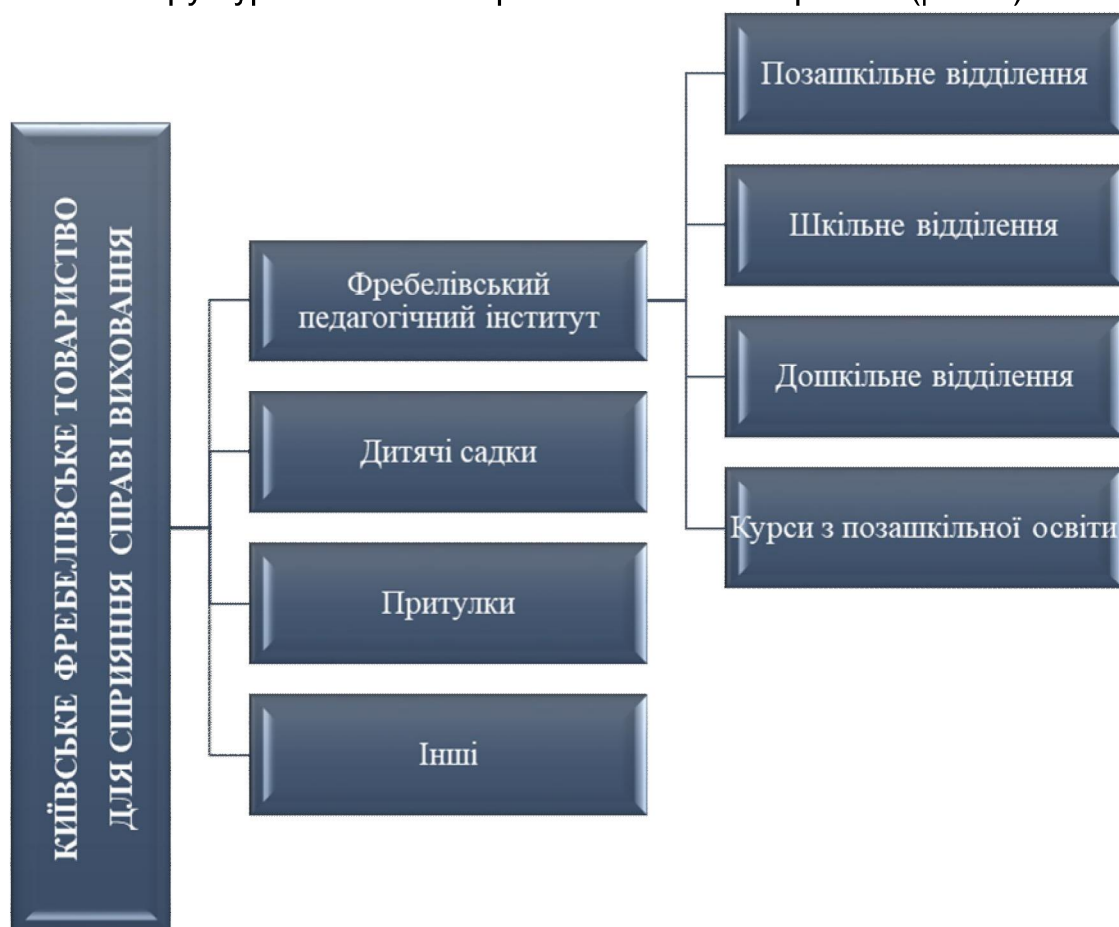 КИЇВСЬКЕ ФРЕБЕЛІВСЬКЕ ТОВАРИСТВО
ДЛЯ СПРИЯННЯ СПРАВІ ВИХОВАННЯ
Фребелівський
педагогічний інститут
Дитячі садки
Притулки
Інші
Позашкільне відділення
Шкільне відділення
Дошкільне відділення
Курси з позашкільної освіти